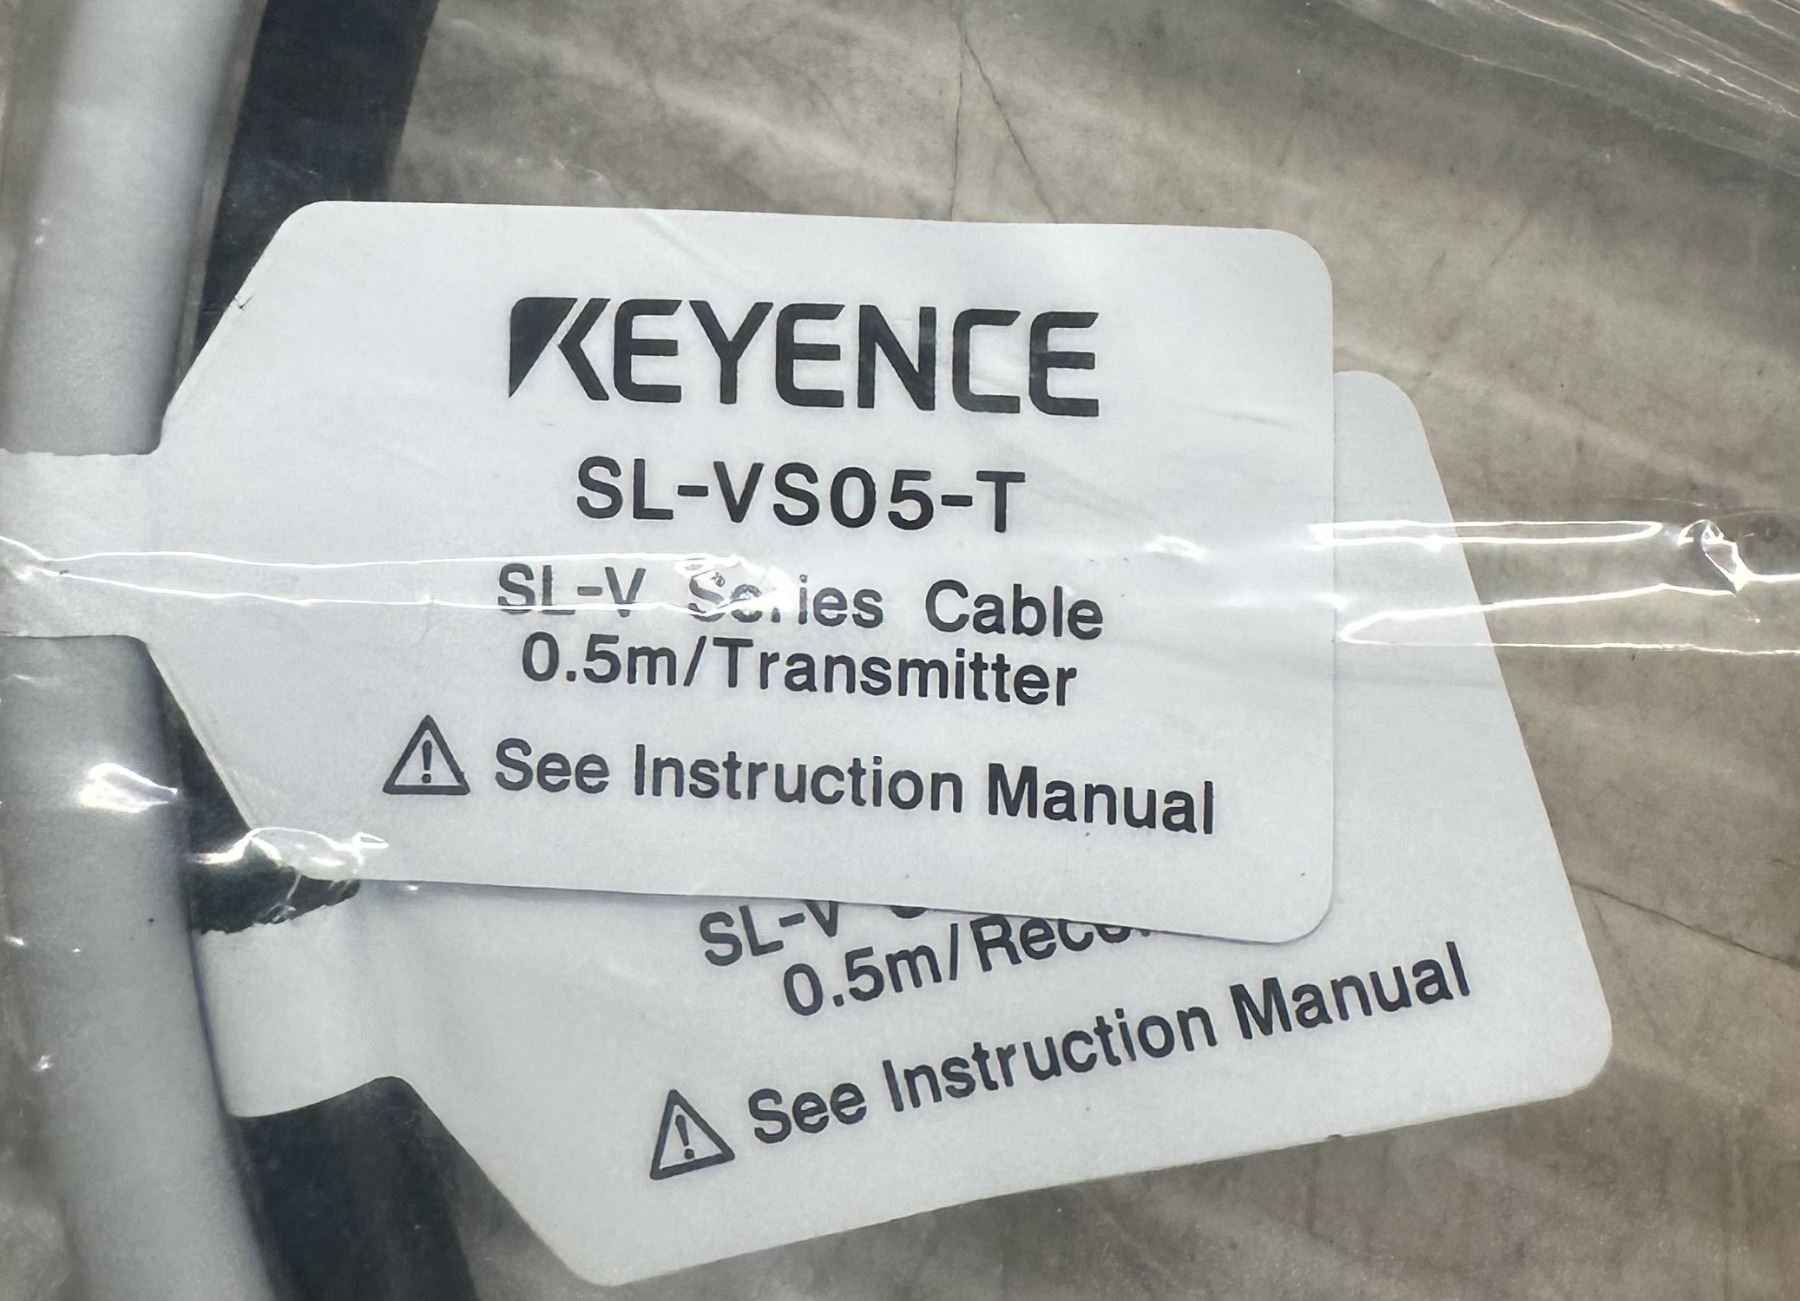 KEYENCE
SL-VS05-T
SL-V Series Cable
0.5m/Transmitter
⚠ See Instruction Manual
SL-V
0.5m/
⚠ See Instruction Manual